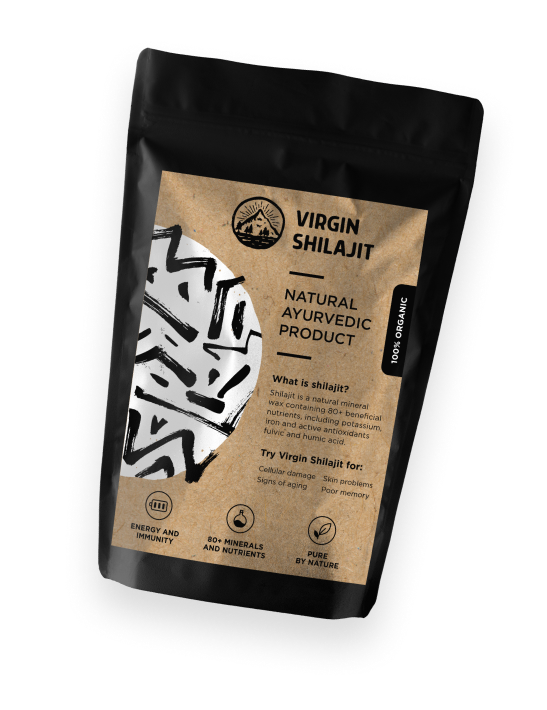 VIRGIN
SHILAJIT
NATURAL
AYURVEDIC
PRODUCT
100% ORGANIC
What is shilajit?
Shilajit is a natural mineral
wax containing 80+ beneficial
nutrients, including potassium,
iron and active antioxidants
fulvic and humic acid.
Try Virgin Shilajit for:
Cellular damage Skin problems
Signs of aging Poor memory
ENERGY AND
IMMUNITY
80+ MINERALS
AND NUTRIENTS
PURE
BY NATURE